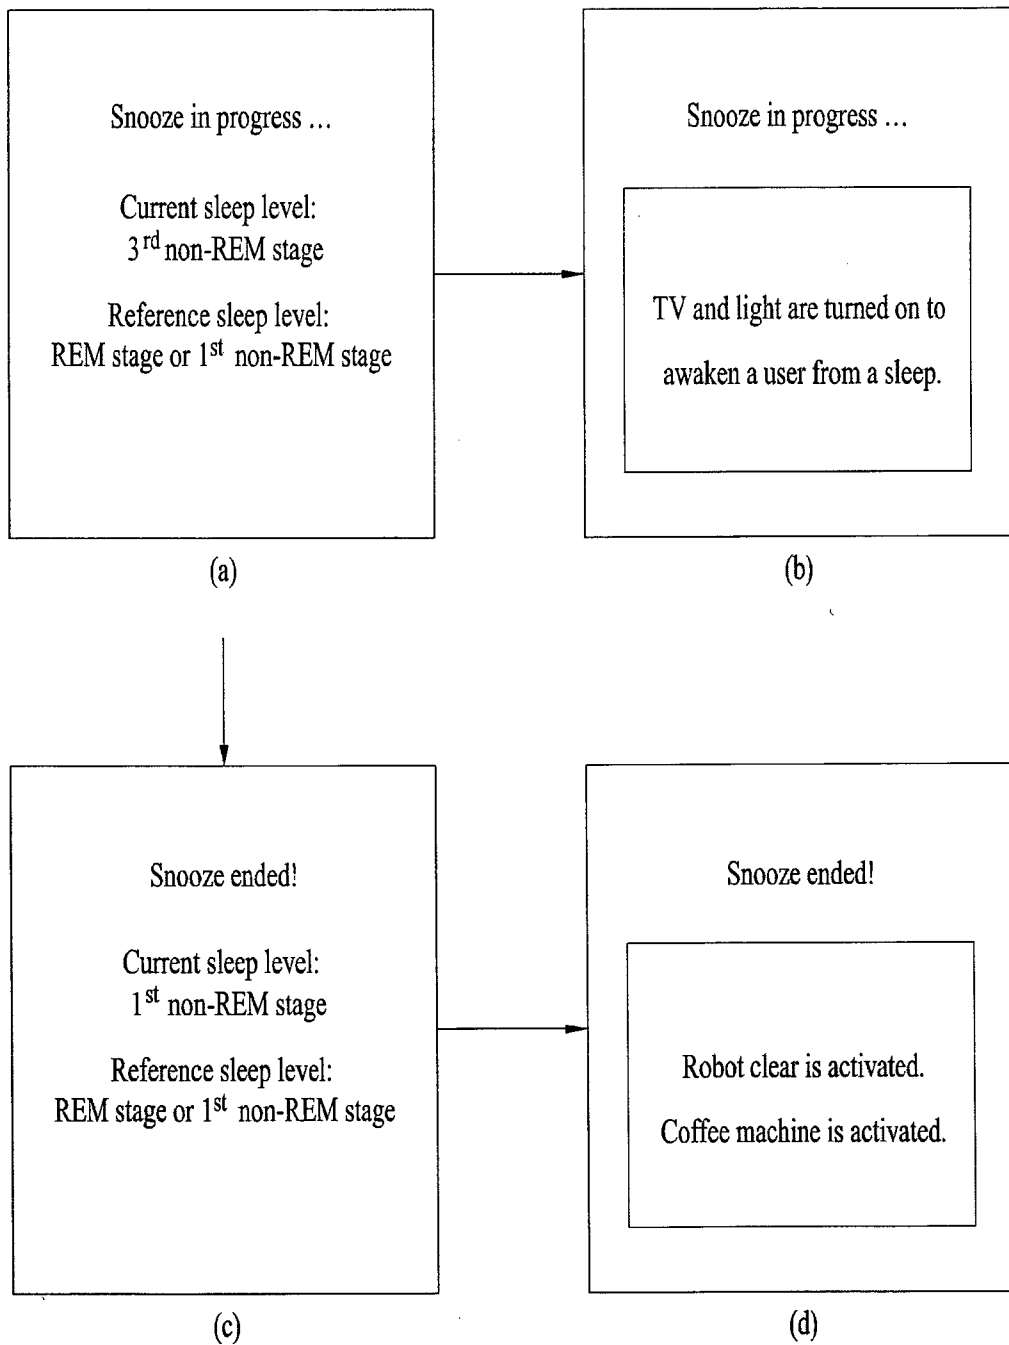 Snooze in progress ...
Current sleep level:
3rd non-REM stage
Reference sleep level:
REM stage or 1st non-REM stage
(a)
Snooze in progress ...
TV and light are turned on to
awaken a user from a sleep.
(b)
Snooze ended!
Current sleep level:
1st non-REM stage
Reference sleep level:
REM stage or 1st non-REM stage
(c)
Snooze ended!
Robot clear is activated.
Coffee machine is activated.
(d)